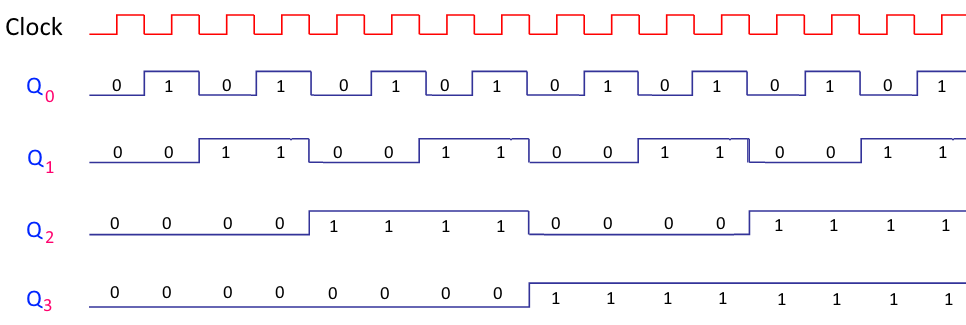 Clock
Q0 0 1 0 1 0 1 0 1 0 1 0 1 0 1 0 1
Q1 0 0 1 1 0 0 1 1 0 0 1 1 0 0 1 1
Q2 0 0 0 0 1 1 1 1 0 0 0 0 1 1 1 1
Q3 0 0 0 0 0 0 0 0 1 1 1 1 1 1 1 1